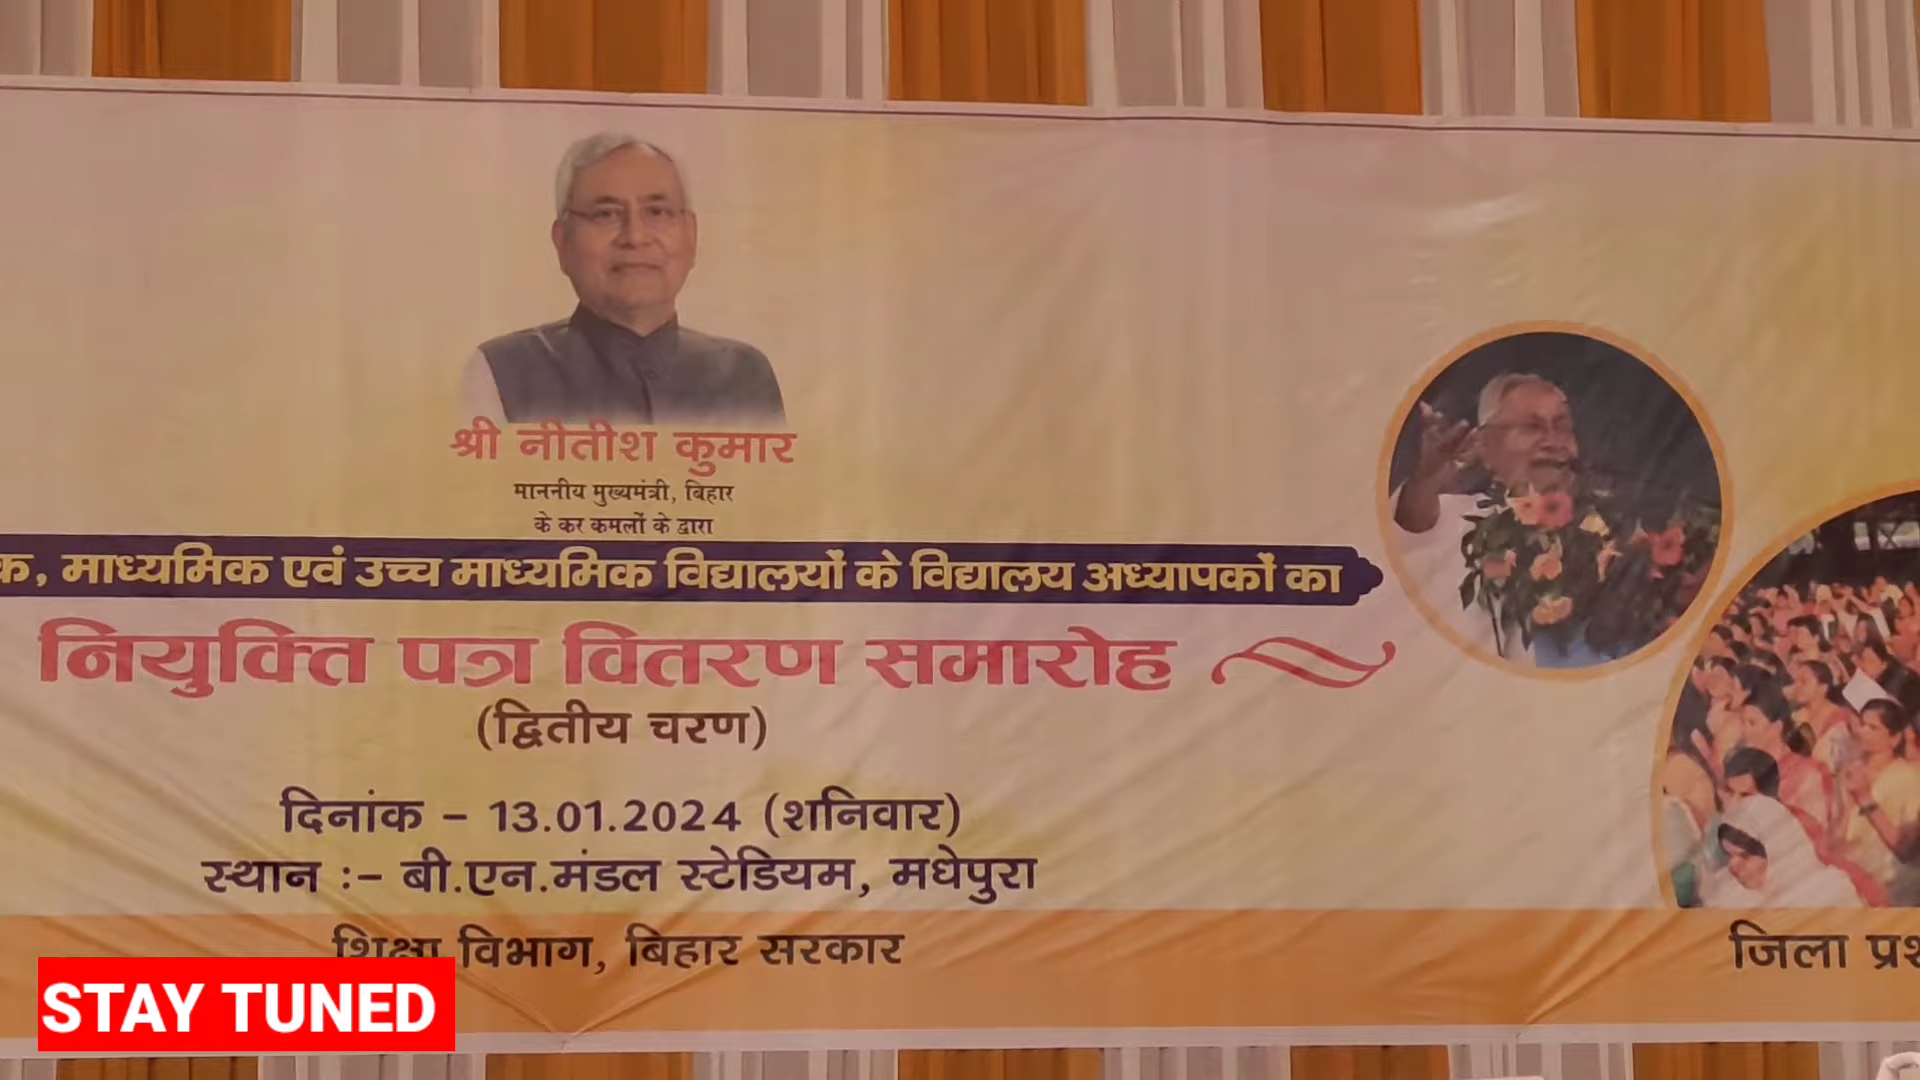 श्री नीतीश कुमार
माननीय मुख्यमंत्री, बिहार
के कर कमलों के द्वारा
माध्यमिक एवं उच्च माध्यमिक विद्यालयों के विद्यालय अध्यापकों का
नियुक्ति पत्र वितरण समारोह
(द्वितीय चरण)
दिनांक - 13.01.2024 (शनिवार)
स्थान :- बी.एन.मंडल स्टेडियम, मधेपुरा
शिक्षा विभाग, बिहार सरकार
जिला
STAY TUNED